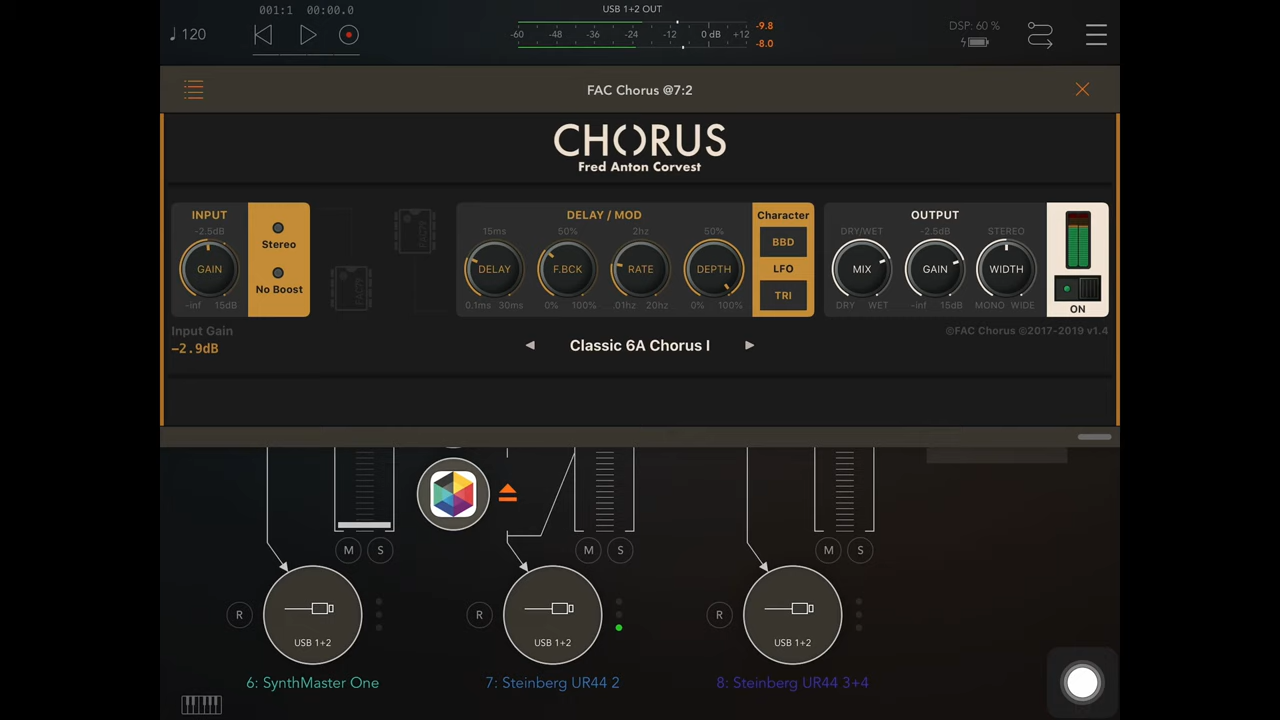 001:1 00:00.0
USB 1+2 OUT
120
-60 -48 -36 -24 -12 0 dB +12
-9.8
-8.0
DSP: 60 %
FAC Chorus @7:2
CHORUS
Fred Anton Corvest
INPUT
-2.5dB
GAIN
-inf 15dB
Stereo
No Boost
FAC29
FAC29
DELAY / MOD
15ms 50% 2hz 50%
DELAY F.BCK RATE DEPTH
0.1ms 30ms 0% 100% .01hz 20hz 0% 100%
Character
BBD
LFO
TRI
OUTPUT
DRY/WET -2.5dB STEREO
MIX GAIN WIDTH
DRY WET -inf 15dB MONO WIDE
ON
Input Gain
-2.9dB
©FAC Chorus ©2017-2019 v1.4
Classic 6A Chorus I
M S M S M S
R USB 1+2 R USB 1+2 R USB 1+2
6: SynthMaster One 7: Steinberg UR44 2 8: Steinberg UR44 3+4